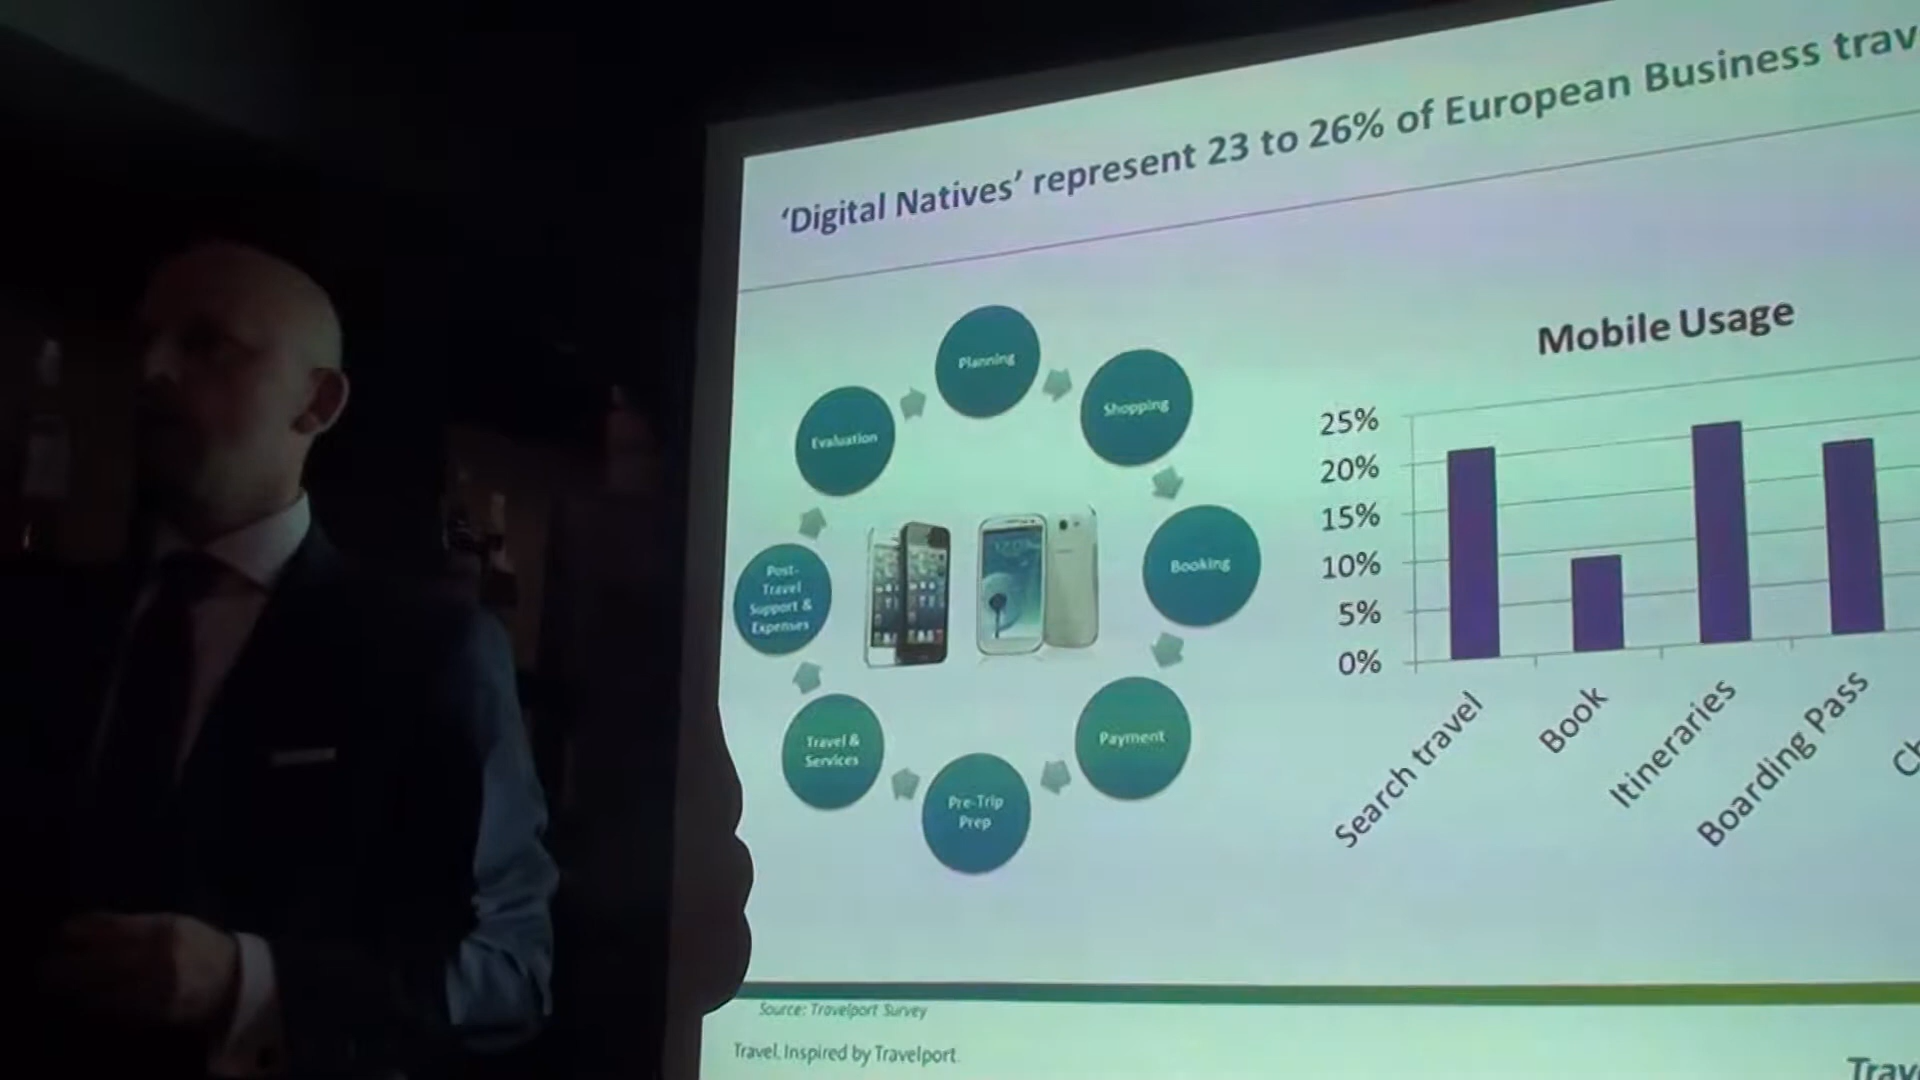 'Digital Natives' represent 23 to 26% of European Business trav
Planning
Shopping
Evaluation
Booking
Post-
Travel
Support &
Expenses
Payment
Travel &
Services
Pre-Trip
Prep
Mobile Usage
25%
20%
15%
10%
5%
0%
Search travel
Book
Itineraries
Boarding Pass
Ch
Source: Travelport Survey
Travel. Inspired by Travelport
Trav